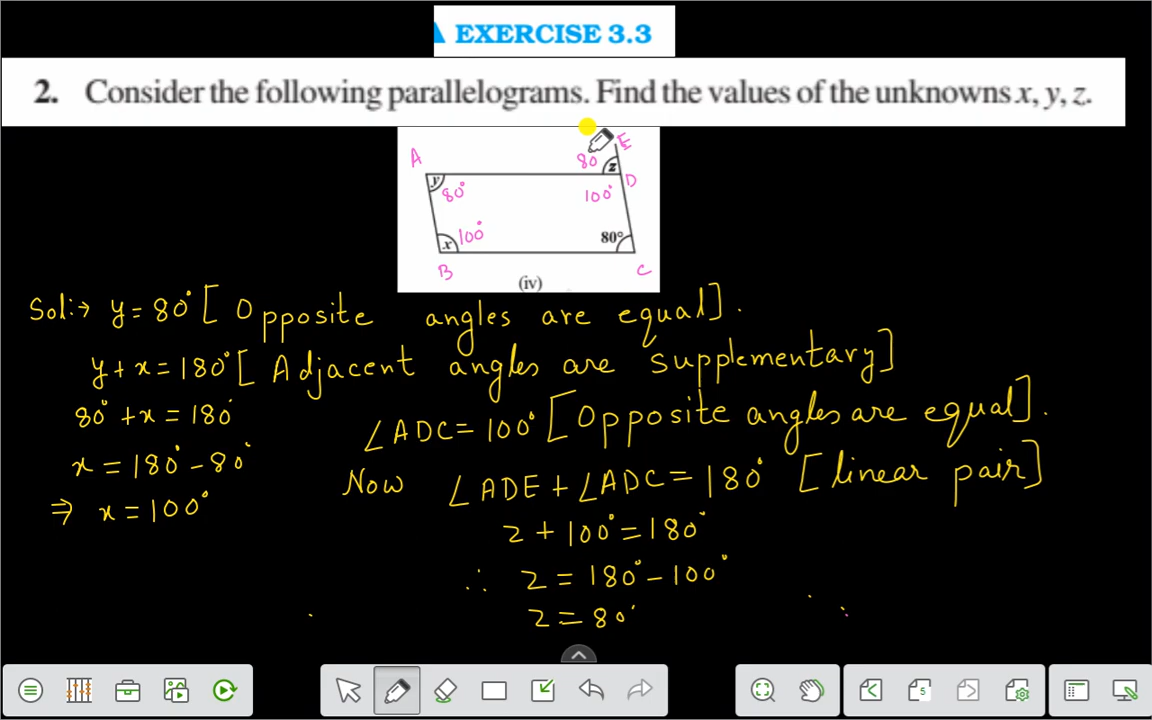 EXERCISE 3.3
2. Consider the following parallelograms. Find the values of the unknowns x, y, z.
A
E
80
z
y
80°
100°
D
x
100°
80°
B
C
(iv)
Sol:→ y = 80° [ Opposite angles are equal].
y + x = 180° [ Adjacent angles are supplementary]
80° + x = 180°
x = 180° - 80°
⇒ x = 100°
∠ADC = 100° [Opposite angles are equal].
Now ∠ADE + ∠ADC = 180° [linear pair]
z + 100° = 180°
∴ z = 180° - 100°
z = 80°
5